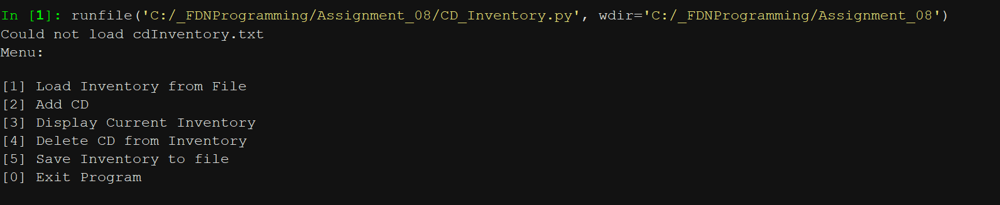 In [1]: runfile('C:/_FDNProgramming/Assignment_08/CD_Inventory.py', wdir='C:/_FDNProgramming/Assignment_08')
Could not load cdInventory.txt
Menu:
[1] Load Inventory from File
[2] Add CD
[3] Display Current Inventory
[4] Delete CD from Inventory
[5] Save Inventory to file
[0] Exit Program